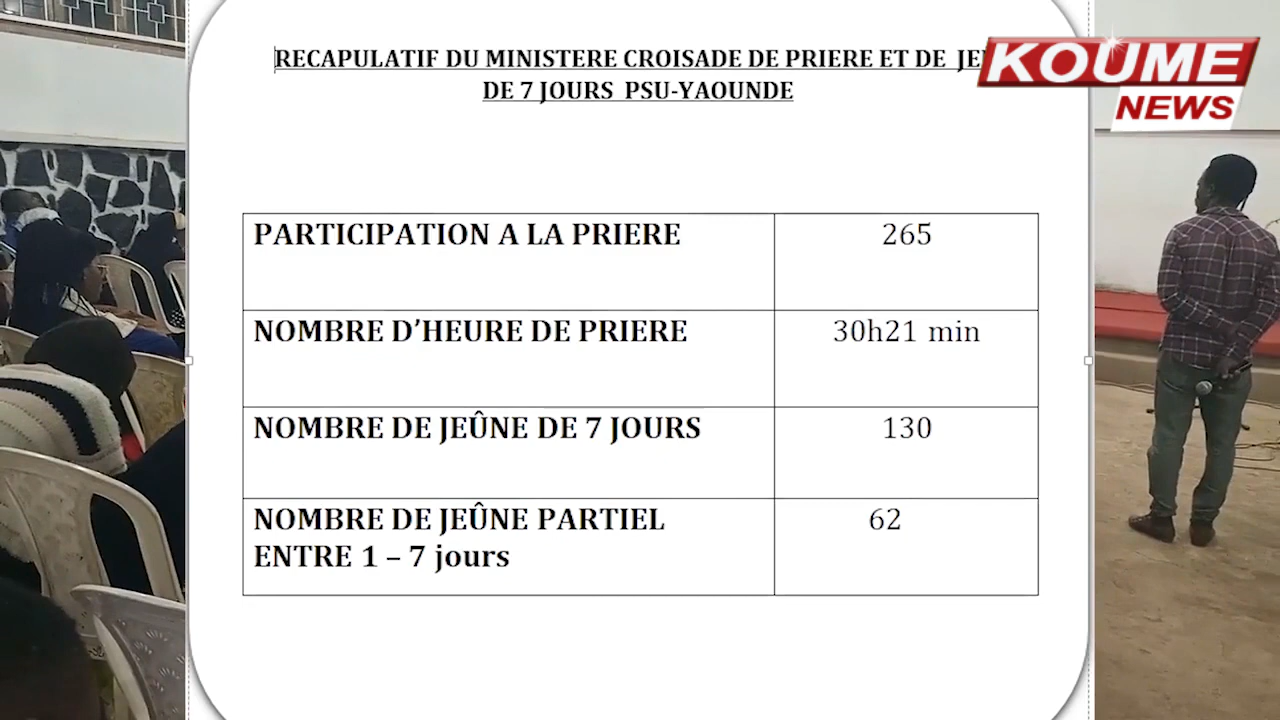 RECAPULATIF DU MINISTERE CROISADE DE PRIERE ET DE
DE 7 JOURS PSU-YAOUNDE
KOUME
NEWS
PARTICIPATION A LA PRIERE 265
NOMBRE D’HEURE DE PRIERE 30h21 min
NOMBRE DE JEÛNE DE 7 JOURS 130
NOMBRE DE JEÛNE PARTIEL 62
ENTRE 1 – 7 jours